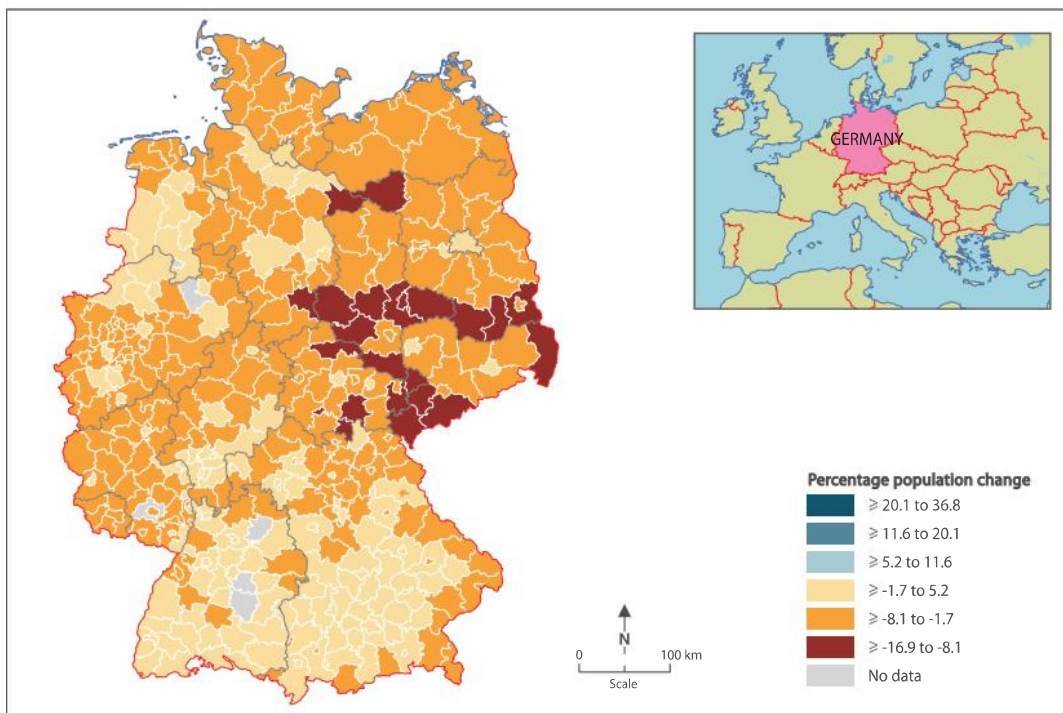 GERMANY
Percentage population change
⩾ 20.1 to 36.8
⩾ 11.6 to 20.1
⩾ 5.2 to 11.6
⩾ -1.7 to 5.2
⩾ -8.1 to -1.7
⩾ -16.9 to -8.1
No data
N
0 100 km
Scale